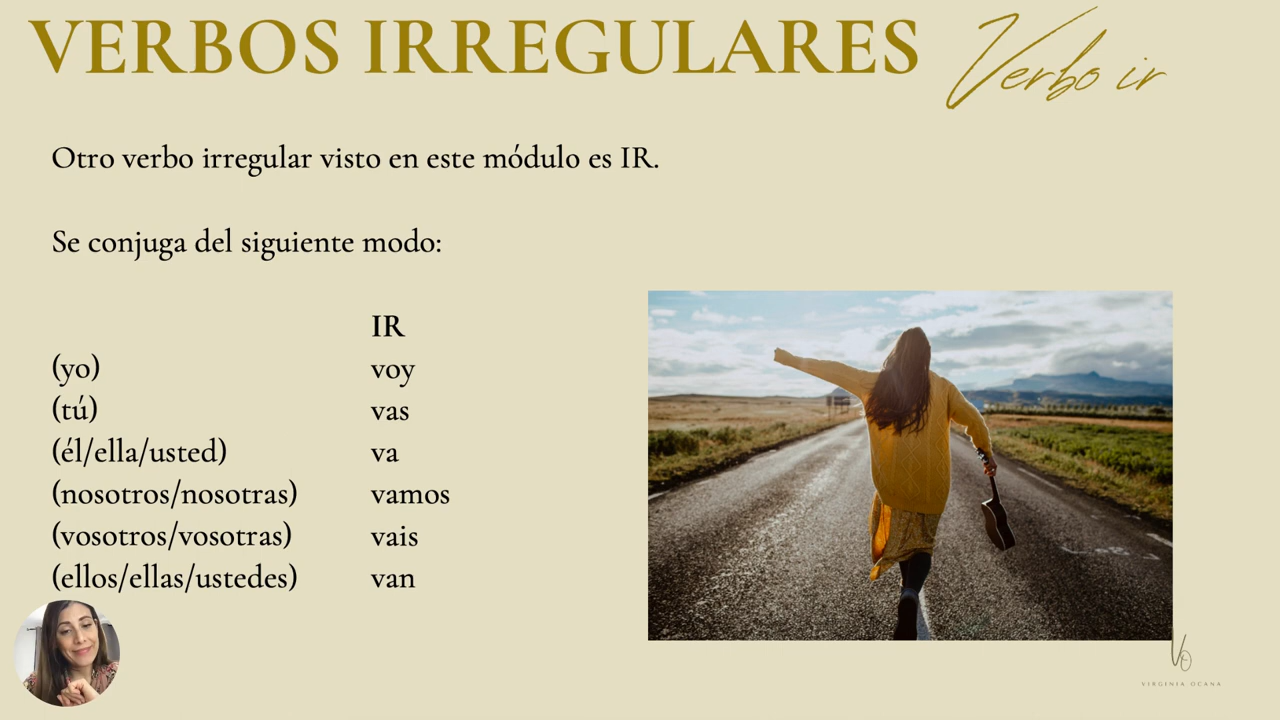 VERBOS IRREGULARES Verbo ir
Otro verbo irregular visto en este módulo es IR.
Se conjuga del siguiente modo:
IR
(yo) voy
(tú) vas
(él/ella/usted) va
(nosotros/nosotras) vamos
(vosotros/vosotras) vais
(ellos/ellas/ustedes) van
VO
VIRGINIA OCANA